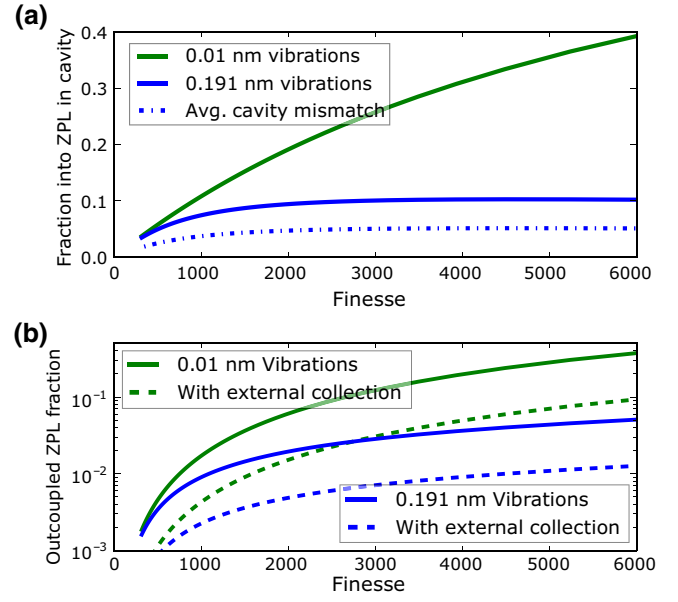 (a)
Fraction into ZPL in cavity
0.4
0.3
0.2
0.1
0.0
0.01 nm vibrations
0.191 nm vibrations
Avg. cavity mismatch
0 1000 2000 3000 4000 5000 6000
Finesse
(b)
Outcoupled ZPL fraction
10⁻¹
10⁻²
10⁻³
0.01 nm Vibrations
With external collection
0.191 nm Vibrations
With external collection
0 1000 2000 3000 4000 5000 6000
Finesse